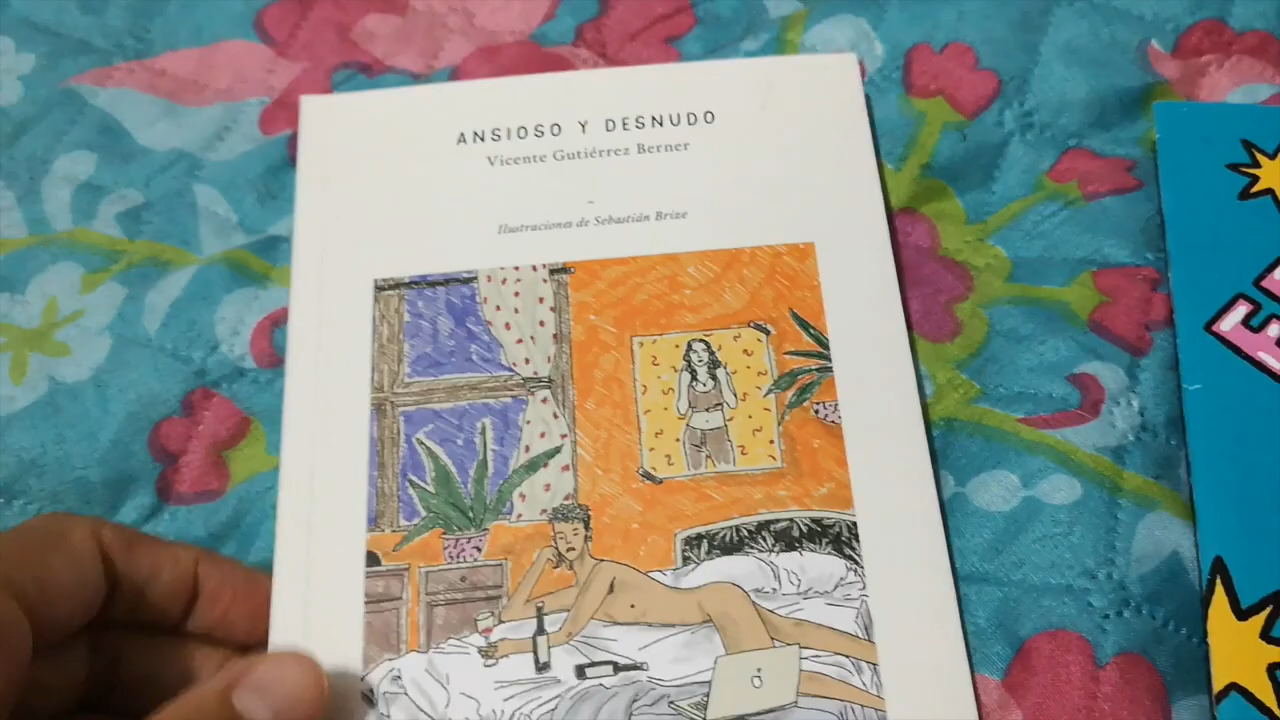 ANSIOSO Y DESNUDO
Vicente Gutiérrez Berner
Ilustraciones de Sebastián Brize